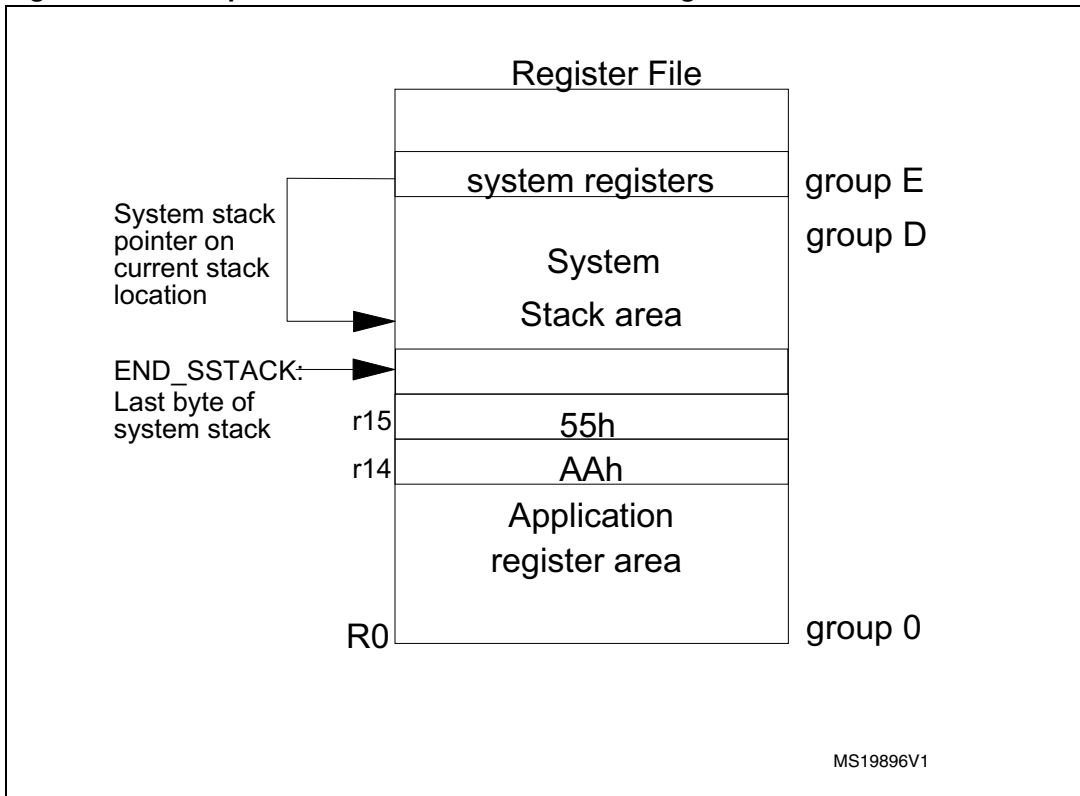 Register File
system registers
group E
System stack
pointer on
current stack
location
group D
System
Stack area
END_SSTACK:
Last byte of
system stack
r15
55h
r14
AAh
Application
register area
R0
group 0
MS19896V1